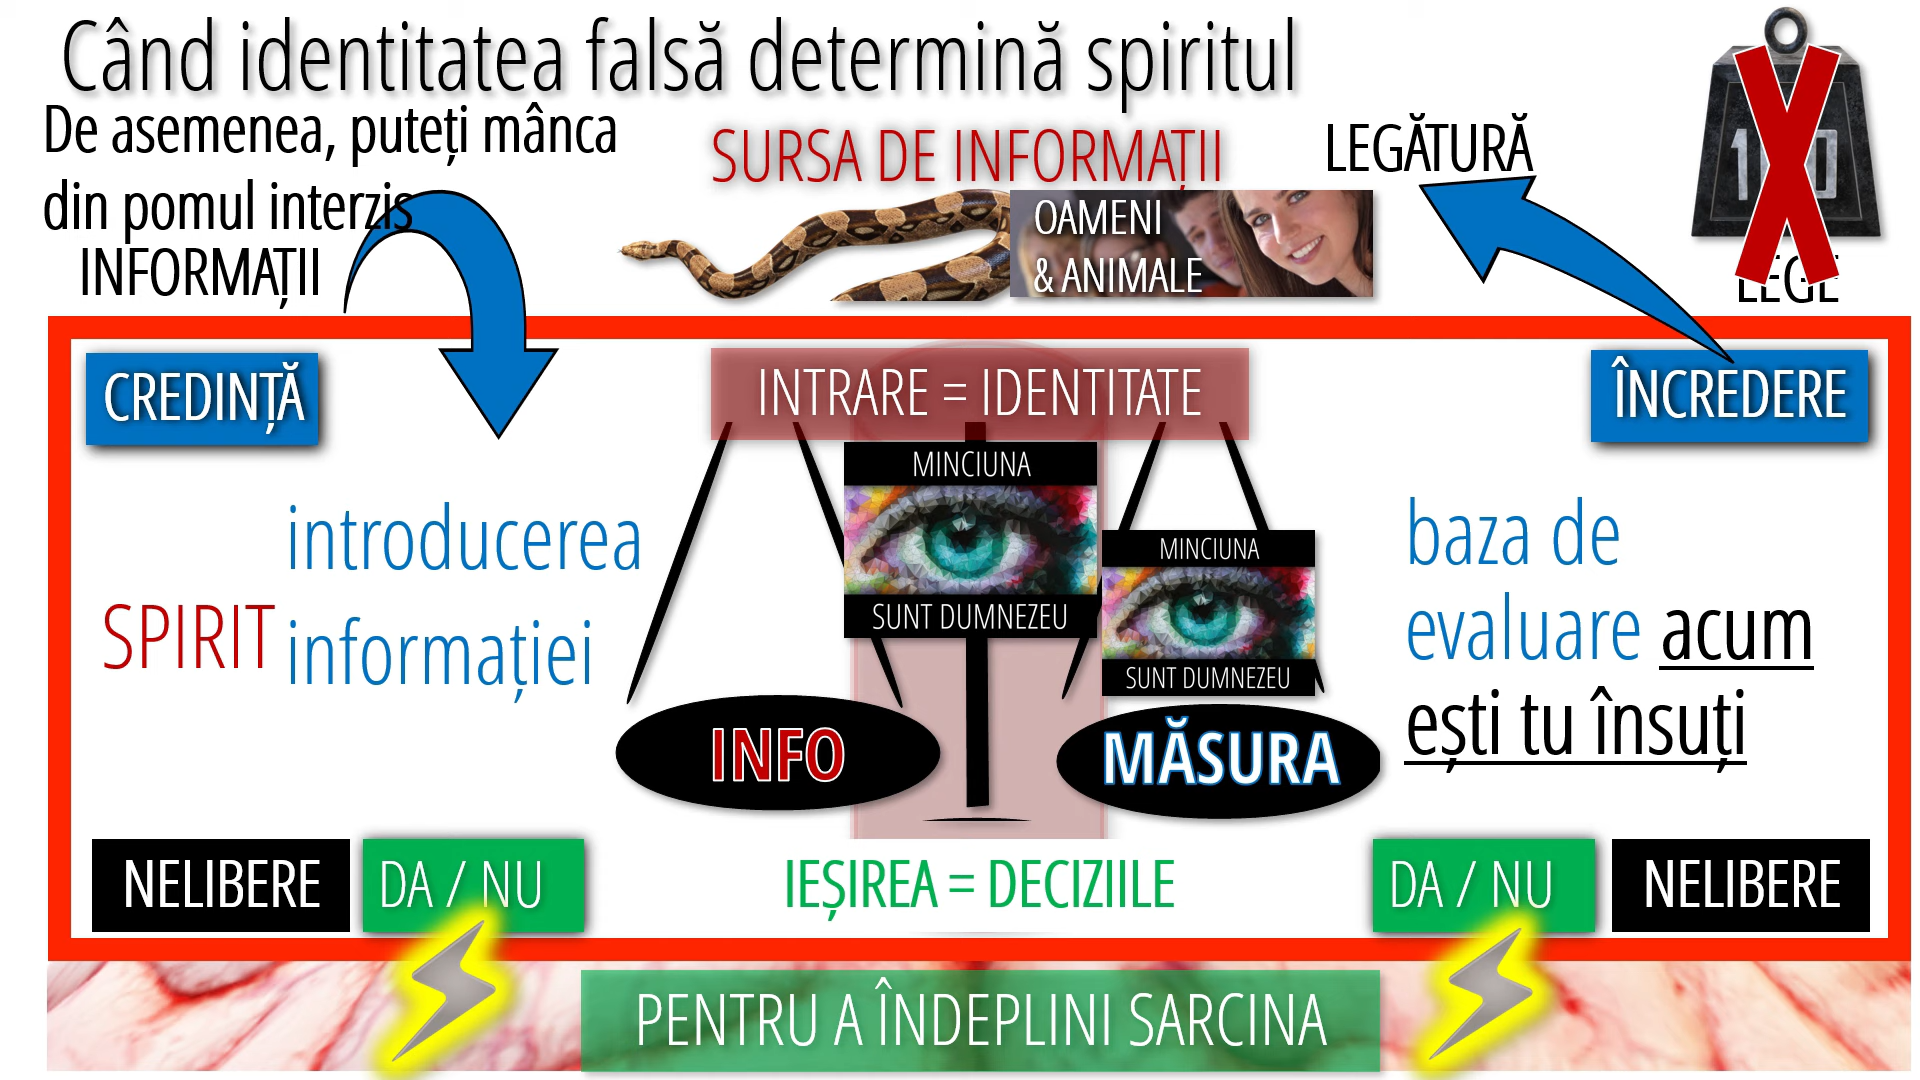 Când identitatea falsă determină spiritul
De asemenea, puteți mânca
din pomul interzis
INFORMAȚII
SURSA DE INFORMAȚII
OAMENI
& ANIMALE
LEGĂTURĂ
100
LEGE
CREDINȚĂ
INTRARE = IDENTITATE
ÎNCREDERE
MINCIUNA
SUNT DUMNEZEU
MINCIUNA
SUNT DUMNEZEU
introducerea
SPIRIT informației
baza de
evaluare acum
ești tu însuți
INFO
MĂSURA
NELIBERE
DA / NU
IEȘIREA = DECIZIILE
DA / NU
NELIBERE
PENTRU A ÎNDEPLINI SARCINA